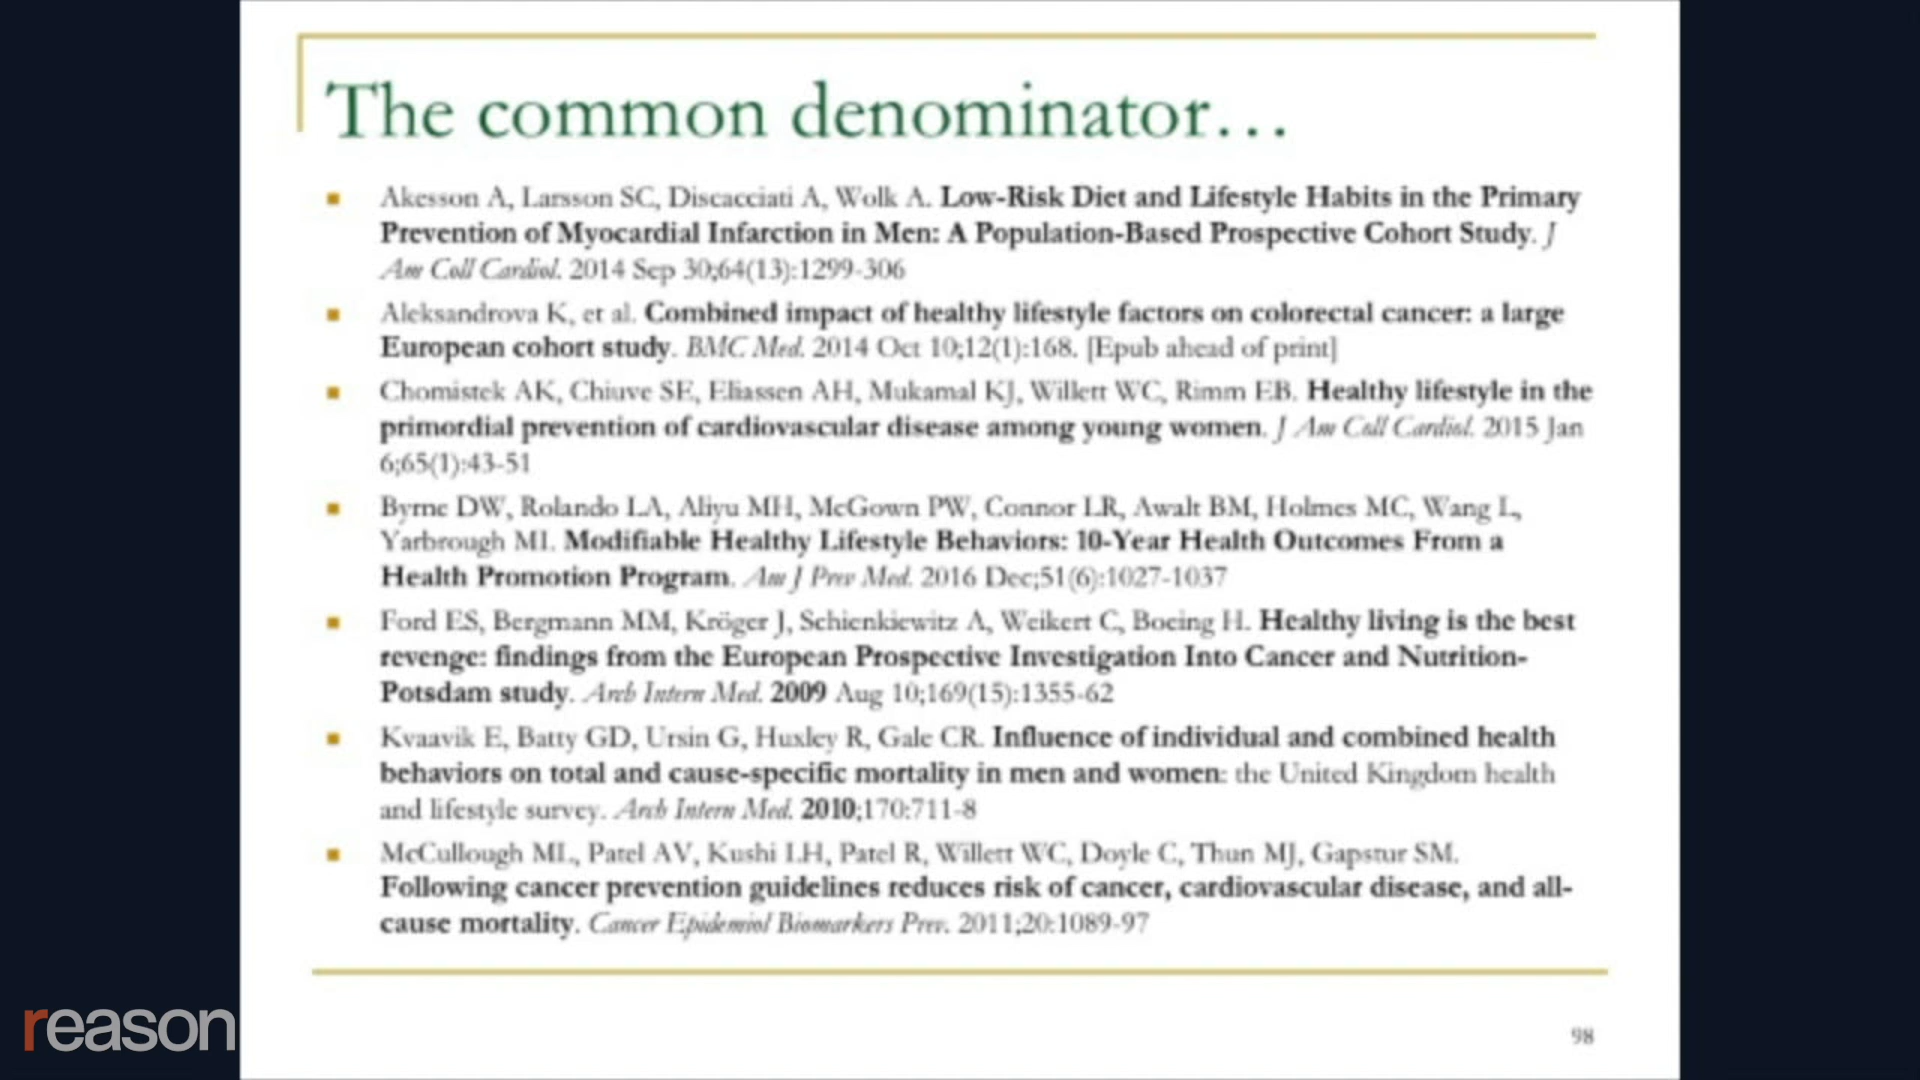 The common denominator…
Akesson A, Larsson SC, Discacciati A, Wolk A. Low-Risk Diet and Lifestyle Habits in the Primary
Prevention of Myocardial Infarction in Men: A Population-Based Prospective Cohort Study. J
Am Coll Cardiol. 2014 Sep 30;64(13):1299-306
Aleksandrova K, et al. Combined impact of healthy lifestyle factors on colorectal cancer: a large
European cohort study. BMC Med. 2014 Oct 10;12(1):168. [Epub ahead of print]
Chomistek AK, Chiuve SE, Eliassen AH, Mukamal KJ, Willett WC, Rimm EB. Healthy lifestyle in the
primordial prevention of cardiovascular disease among young women. J Am Coll Cardiol. 2015 Jan
6;65(1):43-51
Byrne DW, Rolando LA, Aliyu MH, McGown PW, Connor LR, Awalt BM, Holmes MC, Wang L,
Yarbrough MI. Modifiable Healthy Lifestyle Behaviors: 10-Year Health Outcomes From a
Health Promotion Program. Am J Prev Med. 2016 Dec;51(6):1027-1037
Ford ES, Bergmann MM, Kröger J, Schienkiewitz A, Weikert C, Boeing H. Healthy living is the best
revenge: findings from the European Prospective Investigation Into Cancer and Nutrition-
Potsdam study. Arch Intern Med. 2009 Aug 10;169(15):1355-62
Kvaavik E, Batty GD, Ursin G, Huxley R, Gale CR. Influence of individual and combined health
behaviors on total and cause-specific mortality in men and women: the United Kingdom health
and lifestyle survey. Arch Intern Med. 2010;170:711-8
McCullough ML, Patel AV, Kushi LH, Patel R, Willett WC, Doyle C, Thun MJ, Gapstur SM.
Following cancer prevention guidelines reduces risk of cancer, cardiovascular disease, and all-
cause mortality. Cancer Epidemiol Biomarkers Prev. 2011;20:1089-97
reason
98